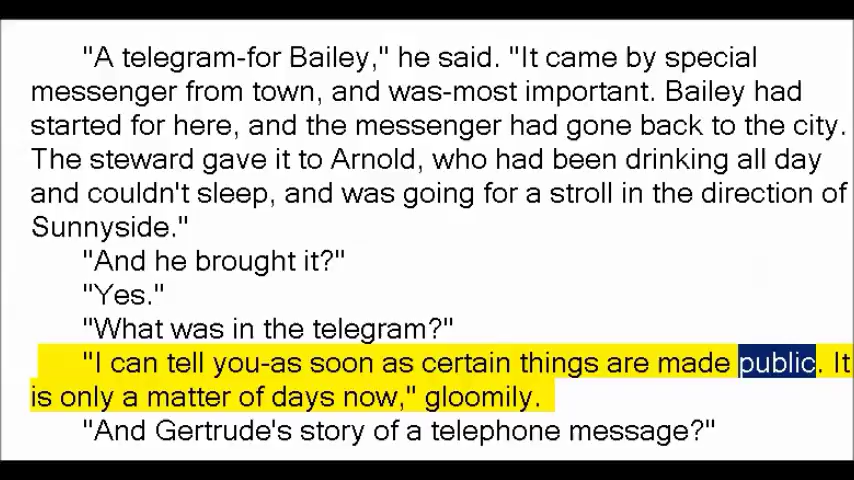 "A telegram-for Bailey," he said. "It came by special
messenger from town, and was-most important. Bailey had
started for here, and the messenger had gone back to the city.
The steward gave it to Arnold, who had been drinking all day
and couldn't sleep, and was going for a stroll in the direction of
Sunnyside."
"And he brought it?"
"Yes."
"What was in the telegram?"
"I can tell you-as soon as certain things are made public. It
is only a matter of days now," gloomily.
"And Gertrude's story of a telephone message?"